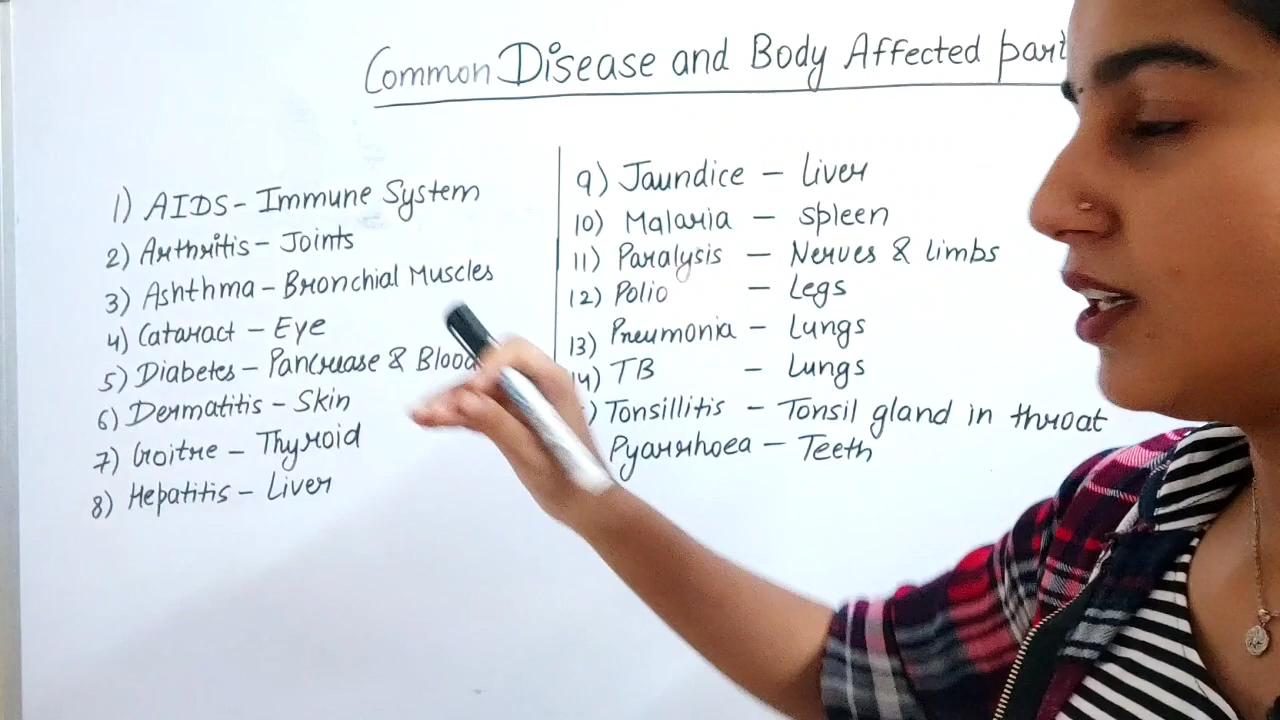 Common Disease and Body Affected part
1) AIDS - Immune System
2) Arthritis - Joints
3) Ashthma - Bronchial Muscles
4) Cataract - Eye
5) Diabetes - Pancrease & Blood
6) Dermatitis - Skin
7) Goitre - Thyroid
8) Hepatitis - Liver
9) Jaundice - Liver
10) Malaria - Spleen
11) Paralysis - Nerves & limbs
12) Polio - Legs
13) Pneumonia - Lungs
14) TB - Lungs
) Tonsillitis - Tonsil gland in throat
Pyarrhoea - Teeth